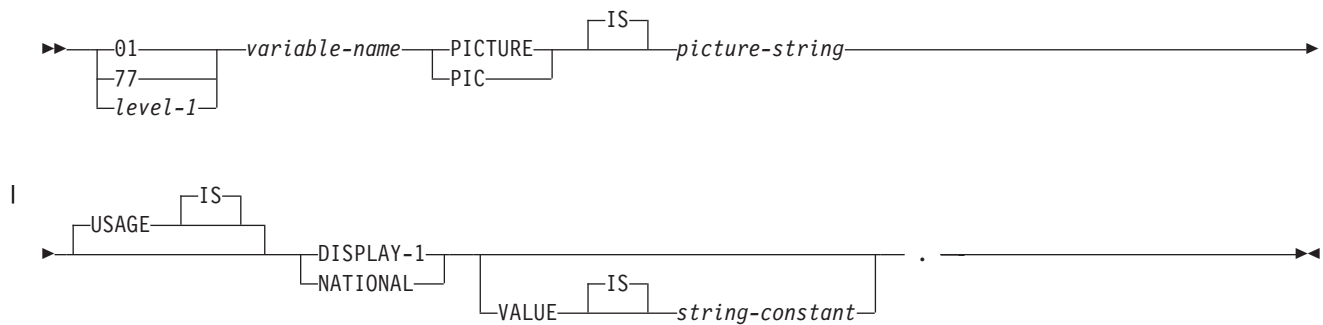 IS
01 variable-name PICTURE picture-string
77 PIC
level-1
IS
USAGE
DISPLAY-1 .
NATIONAL
IS
VALUE string-constant